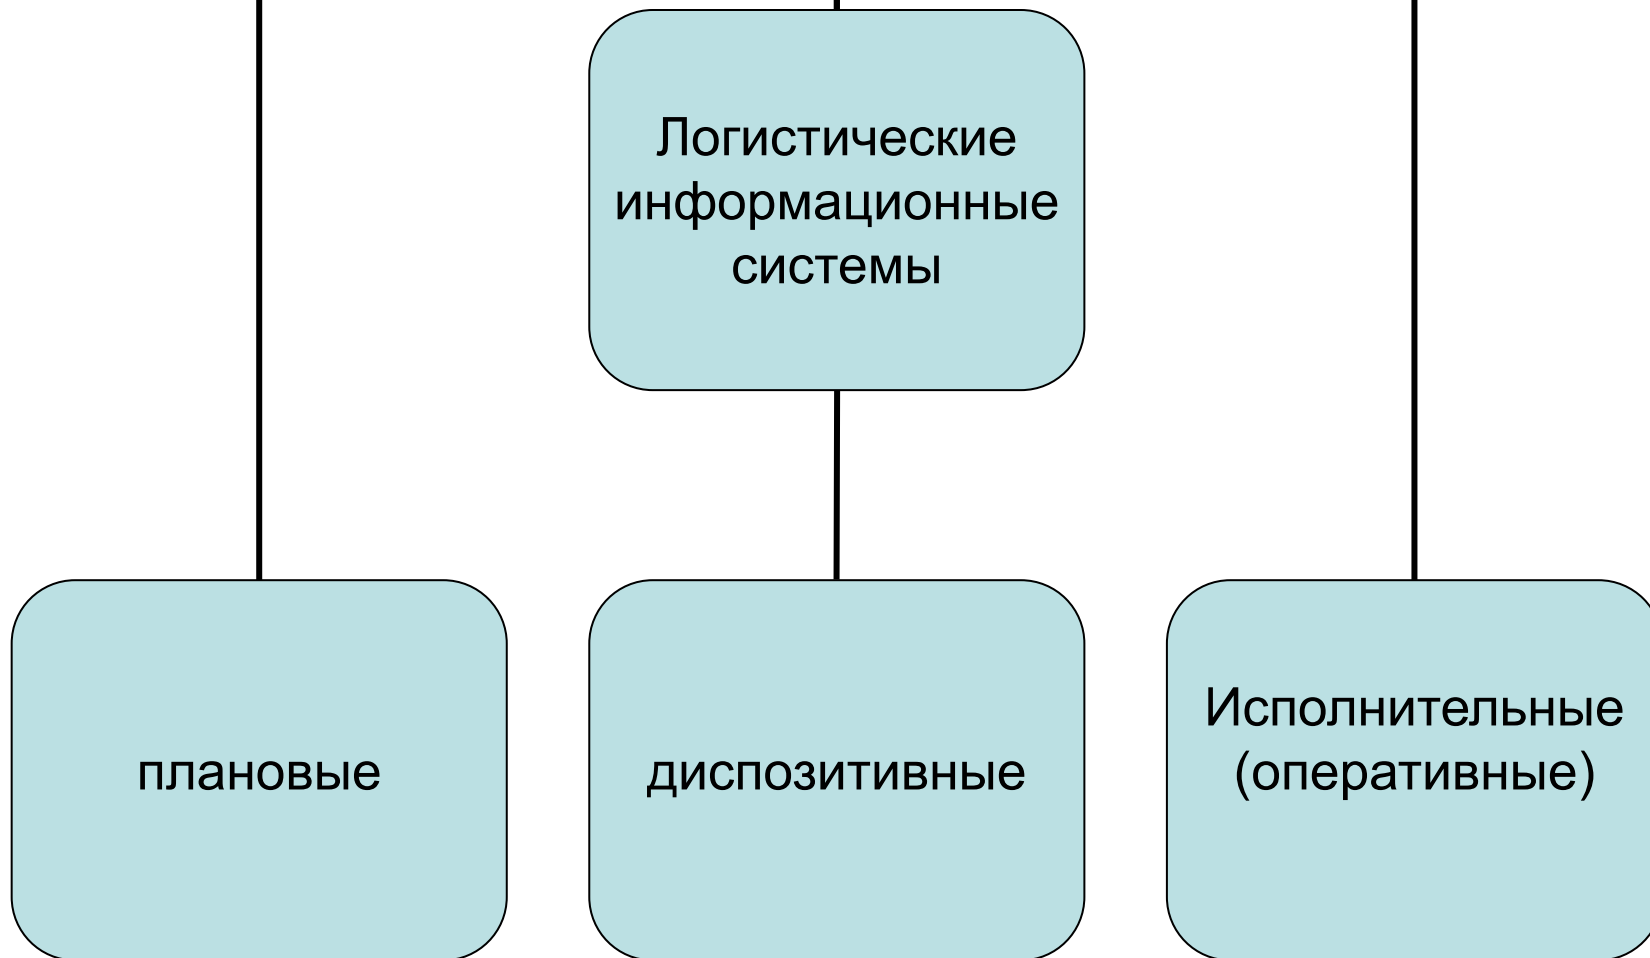 Логистические
информационные
системы
плановые
диспозитивные
Исполнительные
(оперативные)